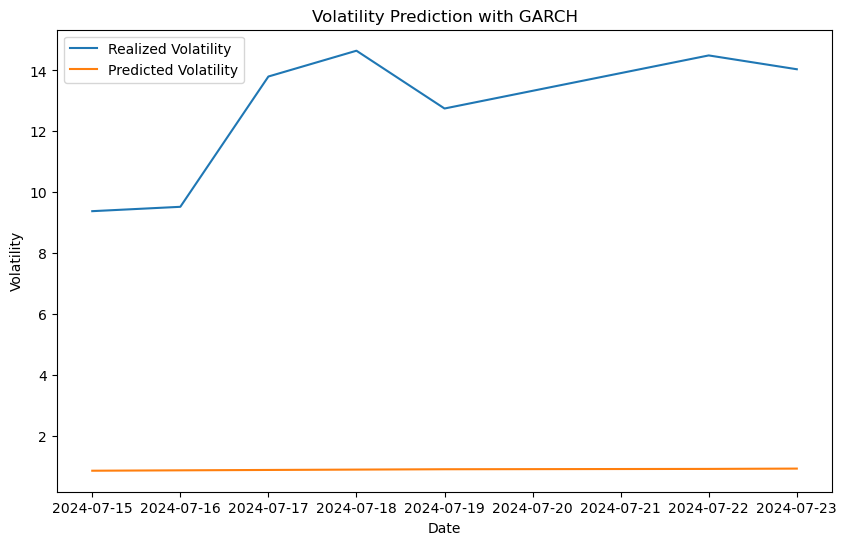 Volatility Prediction with GARCH
Realized Volatility
Predicted Volatility
14
12
10
8
6
4
2
Volatility
2024-07-15 2024-07-16 2024-07-17 2024-07-18 2024-07-19 2024-07-20 2024-07-21 2024-07-22 2024-07-23
Date